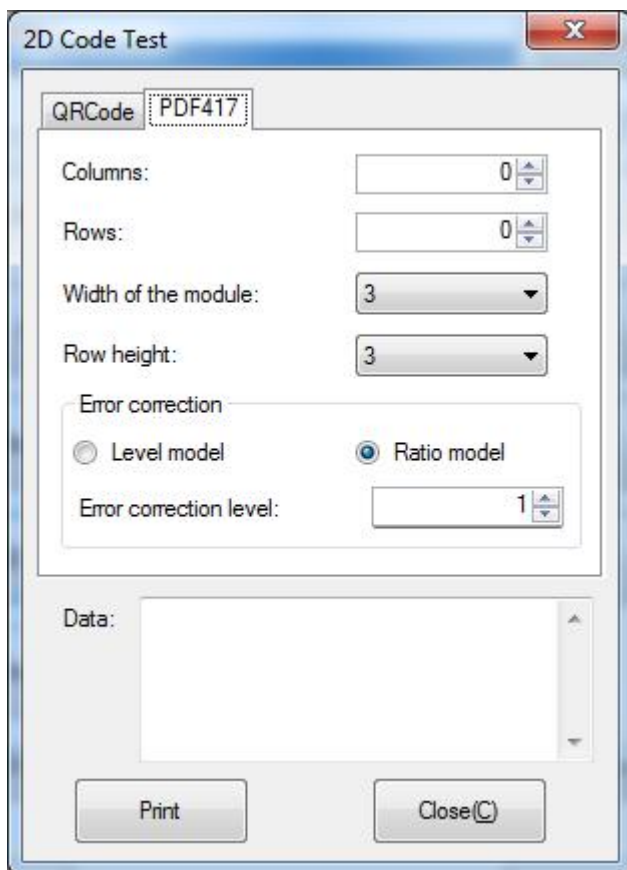 2D Code Test
QRCode PDF417
Columns: 0
Rows: 0
Width of the module: 3
Row height: 3
Error correction
Level model Ratio model
Error correction level: 1
Data:
Print Close(C)